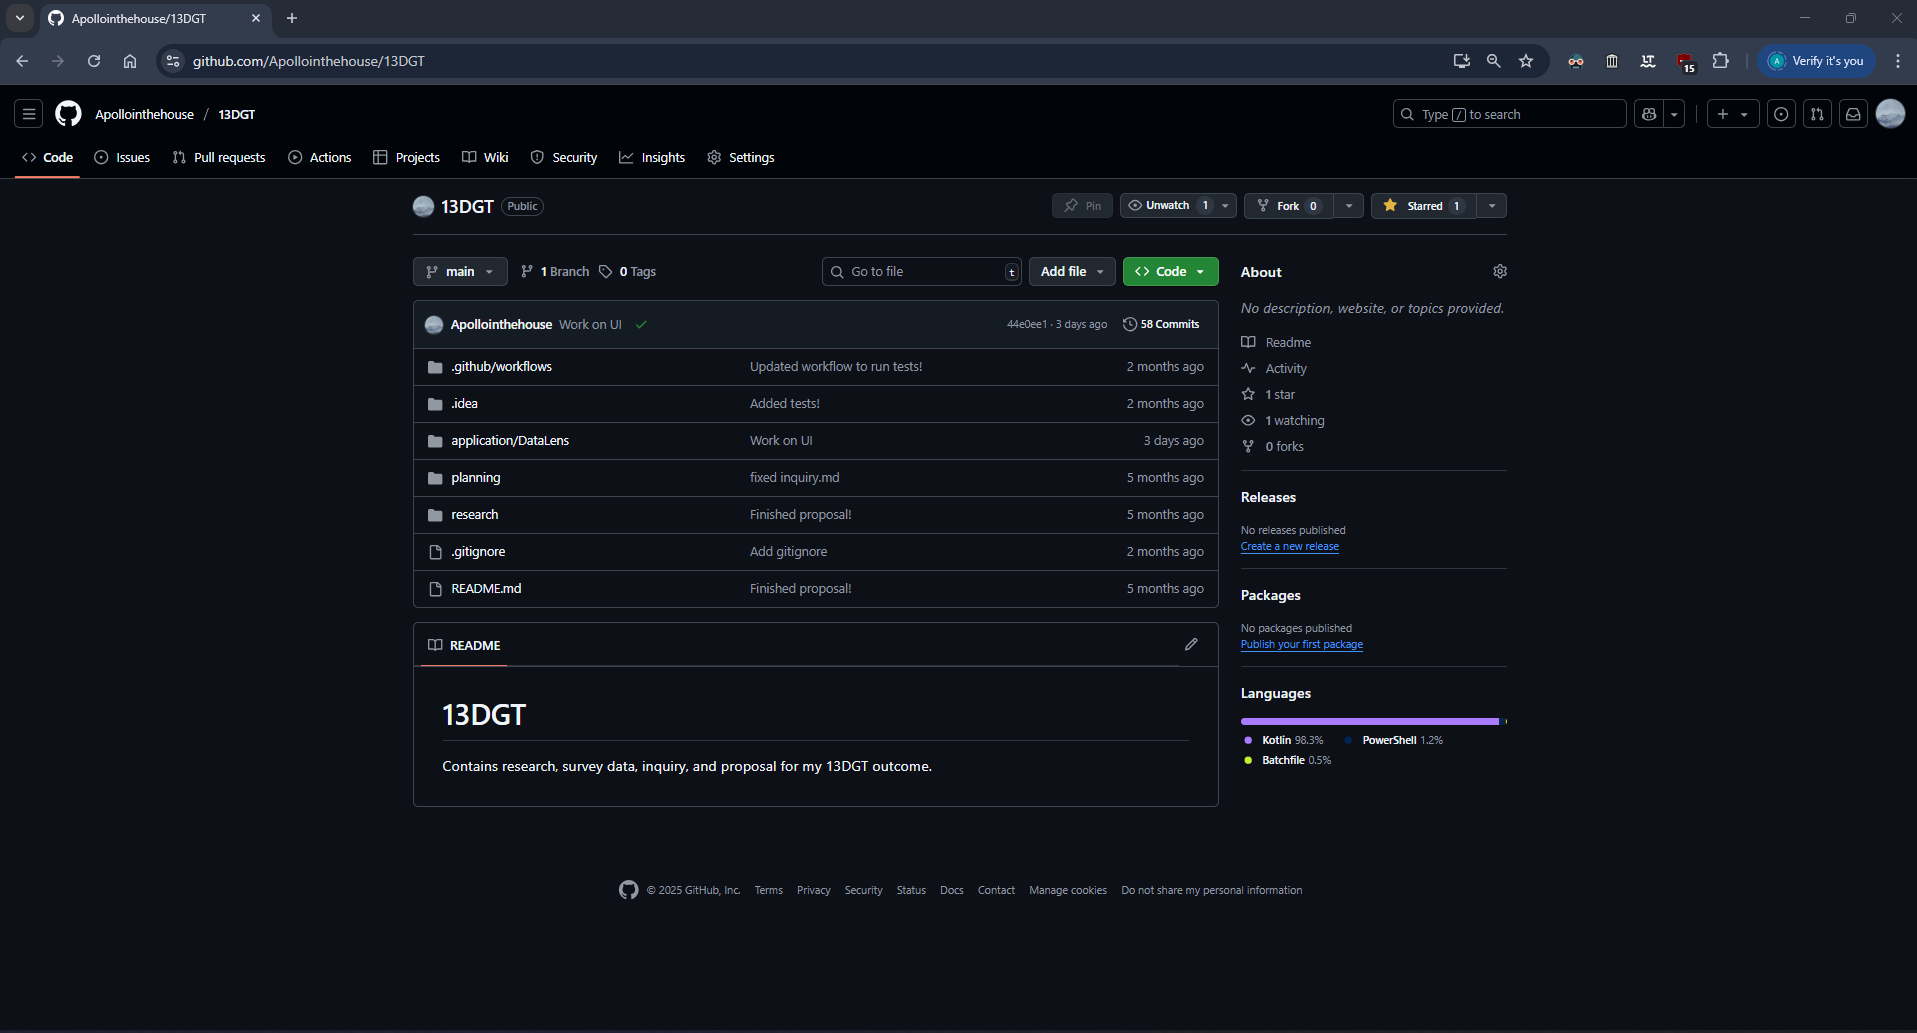 Apollointhehouse/13DGT
github.com/Apollointhehouse/13DGT
15
A Verify it's you
Apollointhehouse / 13DGT
Type / to search
Code Issues Pull requests Actions Projects Wiki Security Insights Settings
13DGT Public
Pin Unwatch 1 Fork 0 Starred 1
main 1 Branch 0 Tags Go to file t Add file Code
Apollointhehouse Work on UI 44e0ee1 · 3 days ago 58 Commits
.github/workflows Updated workflow to run tests! 2 months ago
.idea Added tests! 2 months ago
application/DataLens Work on UI 3 days ago
planning fixed inquiry.md 5 months ago
research Finished proposal! 5 months ago
.gitignore Add gitignore 2 months ago
README.md Finished proposal! 5 months ago
README
13DGT
Contains research, survey data, inquiry, and proposal for my 13DGT outcome.
About
No description, website, or topics provided.
Readme
Activity
1 star
1 watching
0 forks
Releases
No releases published
Create a new release
Packages
No packages published
Publish your first package
Languages
Kotlin 98.3% PowerShell 1.2%
Batchfile 0.5%
© 2025 GitHub, Inc. Terms Privacy Security Status Docs Contact Manage cookies Do not share my personal information